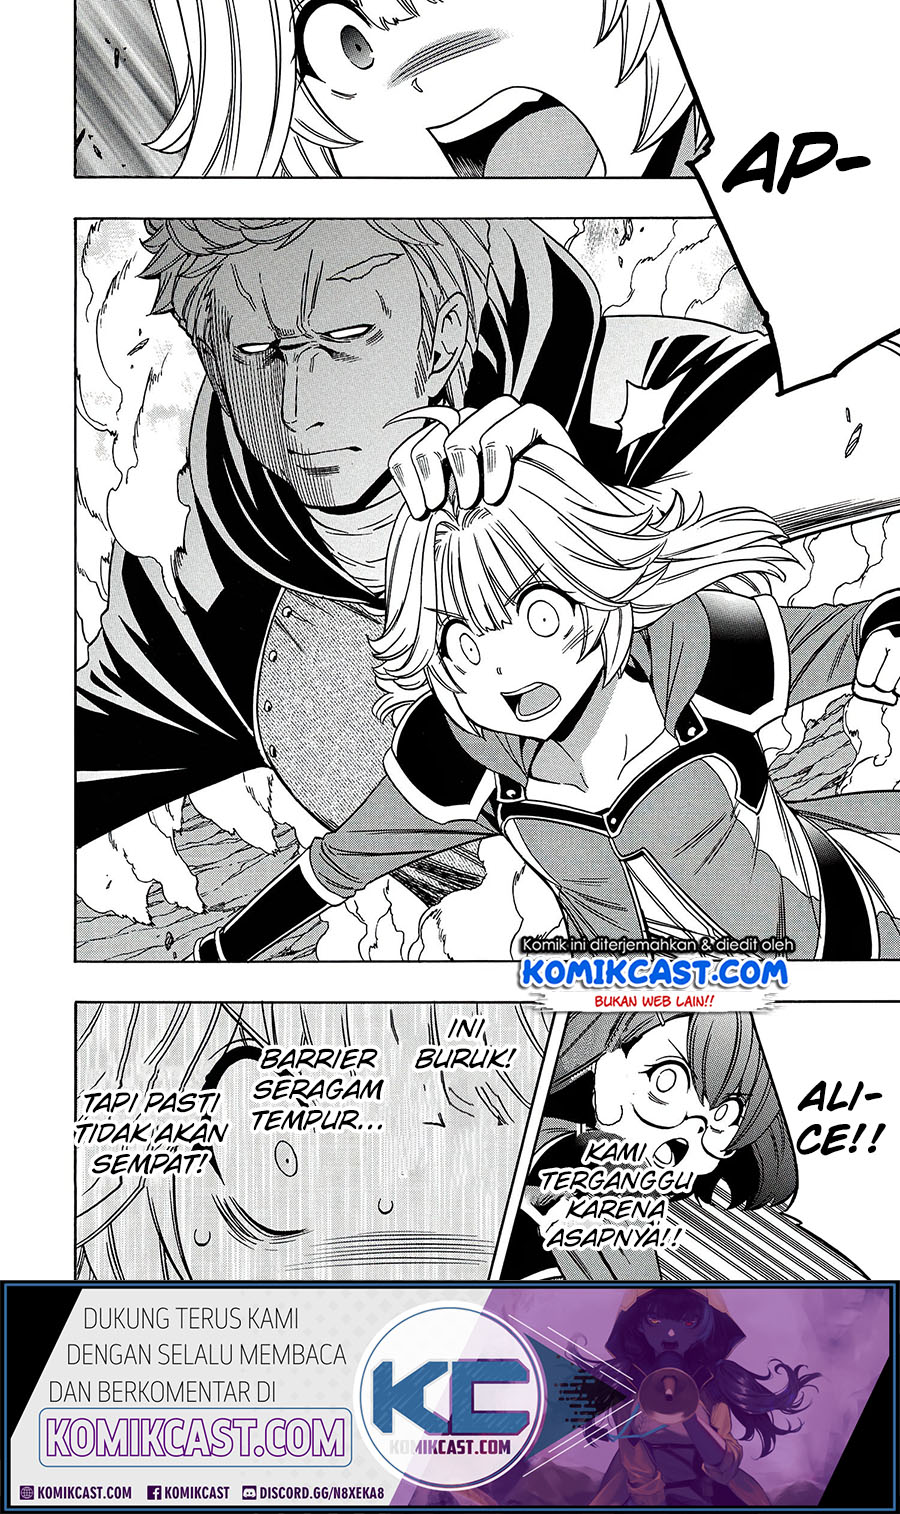 AP-
Komik ini diterjemahkan & diedit oleh
KOMIKCAST.COM
BUKAN WEB LAIN!!
ALI-
CE!!
KAMI
TERGANGGU
KARENA
ASAPNYA!!
INI
BURUK!
BARRIER
SERAGAM
TEMPUR...
TAPI PASTI
TIDAK AKAN
SEMPAT!
DUKUNG TERUS KAMI
DENGAN SELALU MEMBACA
DAN BERKOMENTAR DI
KOMIKCAST.COM
KC
KOMIKCAST.COM
KOMIKCAST.COM
KOMIKCAST
DISCORD.GG/N8XEKA8